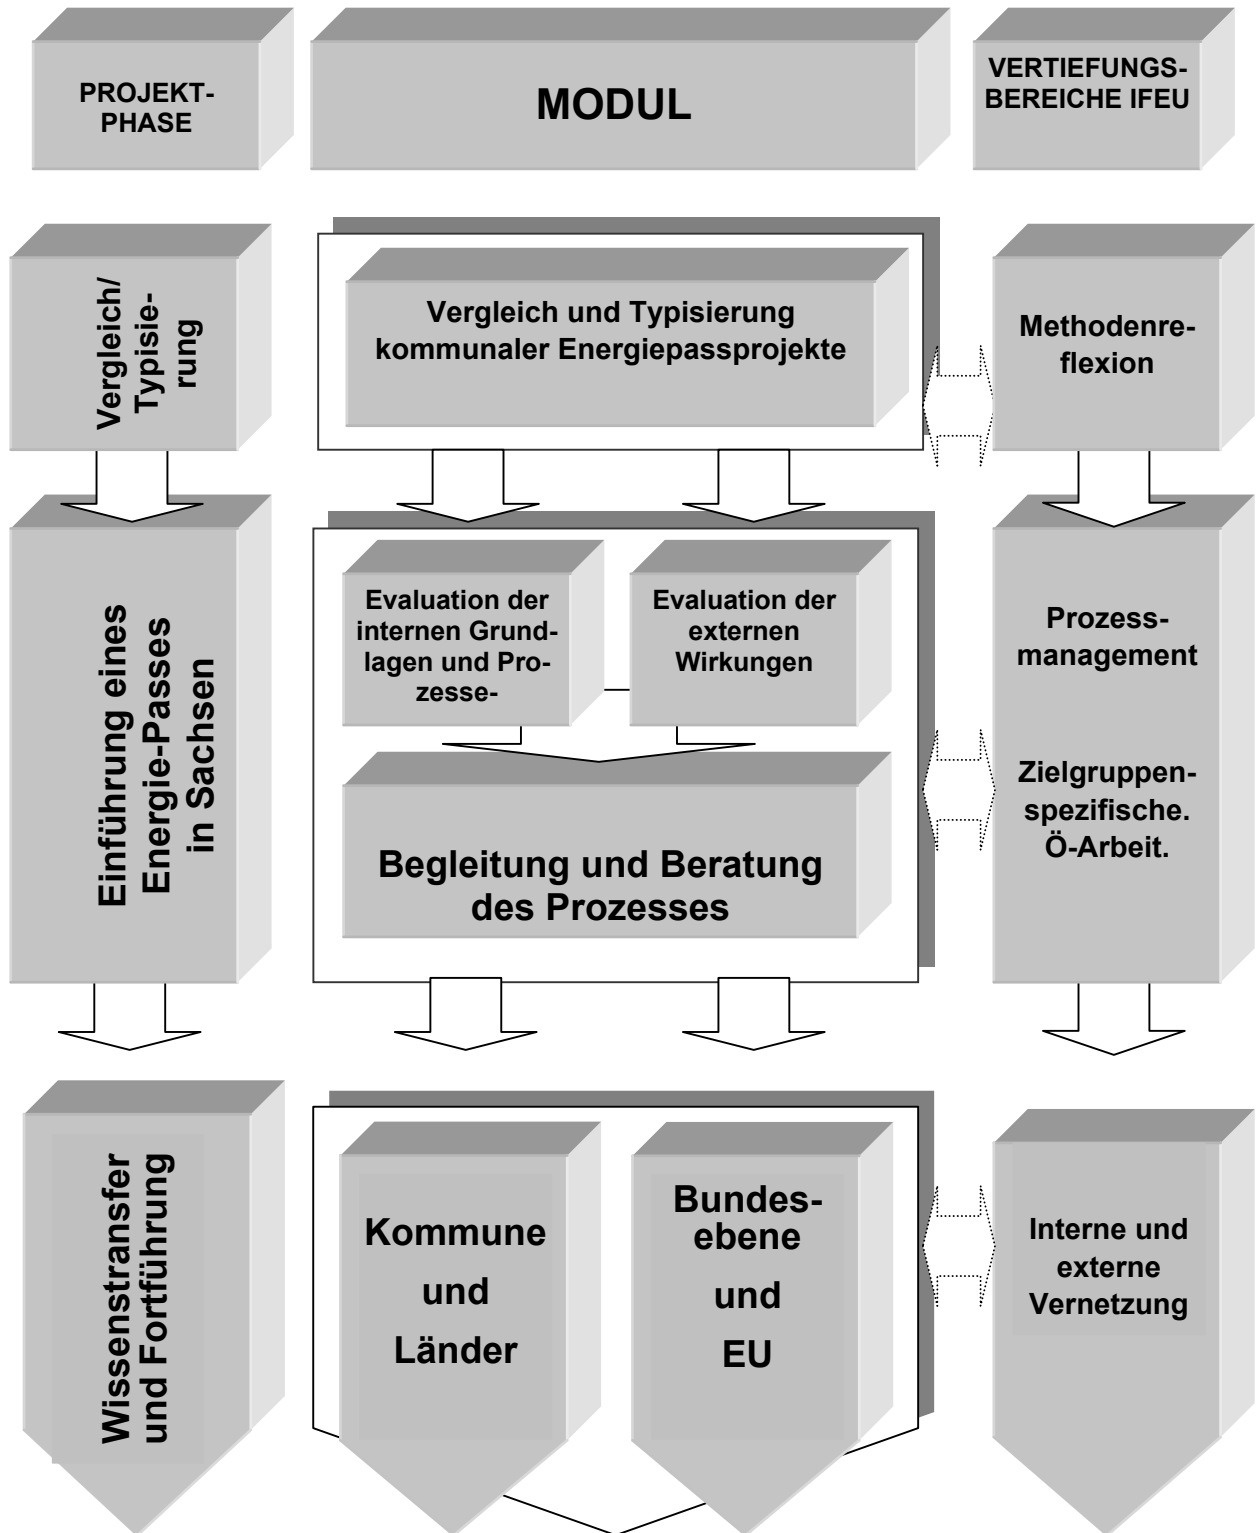 PROJEKT-
PHASE
MODUL
VERTIEFUNGS-
BEREICHE IFEU
Vergleich/
Typisie-
rung
Vergleich und Typisierung
kommunaler Energiepassprojekte
Methodenre-
flexion
Einführung eines
Energie-Passes
in Sachsen
Evaluation der
internen Grund-
lagen und Pro-
zesse-
Evaluation der
externen
Wirkungen
Begleitung und Beratung
des Prozesses
Prozess-
management
Zielgruppen-
spezifische.
Ö-Arbeit.
Wissenstransfer
und Fortführung
Kommune
und
Länder
Bundes-
ebene
und
EU
Interne und
externe
Vernetzung